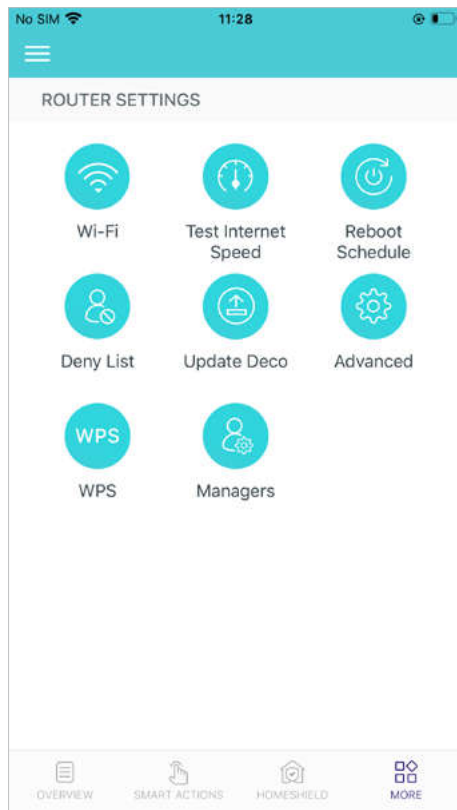 No SIM 11:28
ROUTER SETTINGS
Wi-Fi
Test Internet
Speed
Reboot
Schedule
Deny List
Update Deco
Advanced
WPS
WPS
Managers
OVERVIEW
SMART ACTIONS
HOMESHIELD
MORE